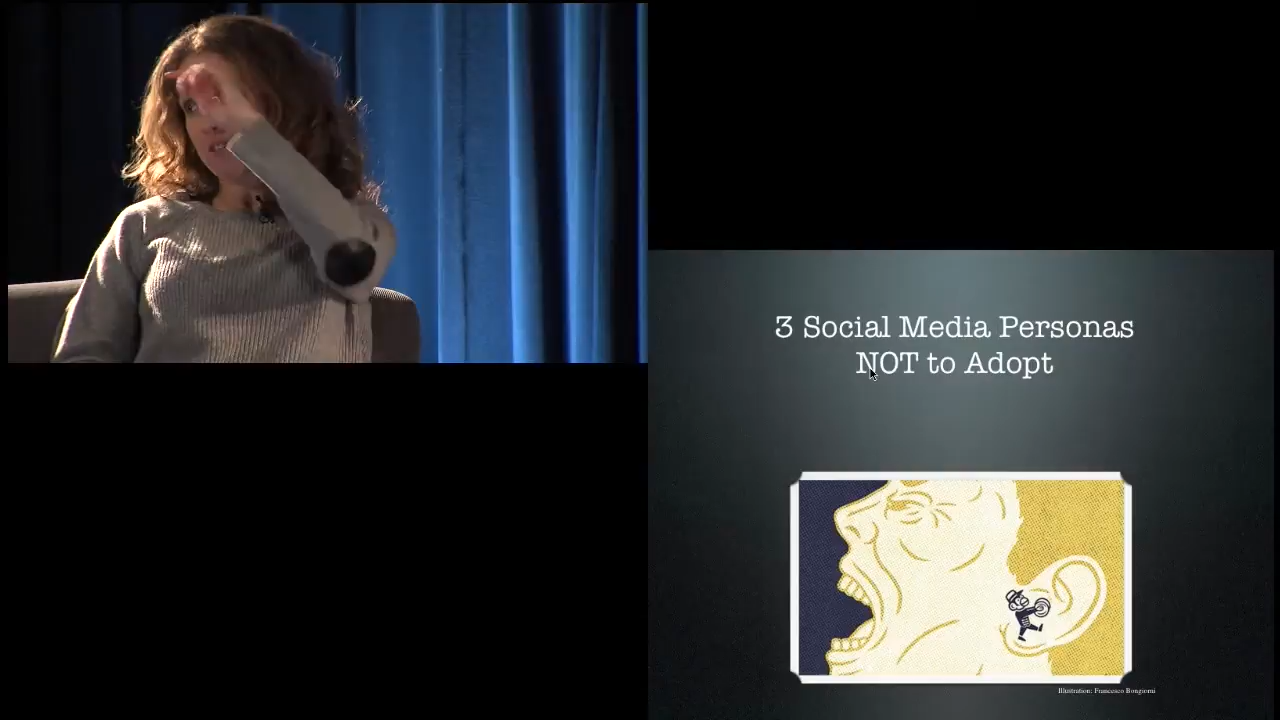 3 Social Media Personas
NOT to Adopt
Illustration: Francesco Bongiorni